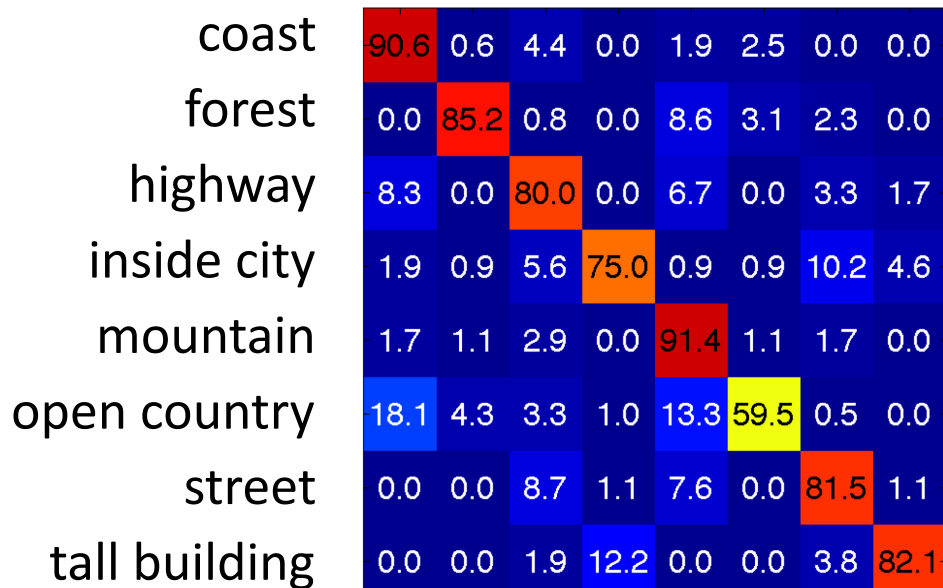 coast 90.6 0.6 4.4 0.0 1.9 2.5 0.0 0.0
forest 0.0 85.2 0.8 0.0 8.6 3.1 2.3 0.0
highway 8.3 0.0 80.0 0.0 6.7 0.0 3.3 1.7
inside city 1.9 0.9 5.6 75.0 0.9 0.9 10.2 4.6
mountain 1.7 1.1 2.9 0.0 91.4 1.1 1.7 0.0
open country 18.1 4.3 3.3 1.0 13.3 59.5 0.5 0.0
street 0.0 0.0 8.7 1.1 7.6 0.0 81.5 1.1
tall building 0.0 0.0 1.9 12.2 0.0 0.0 3.8 82.1